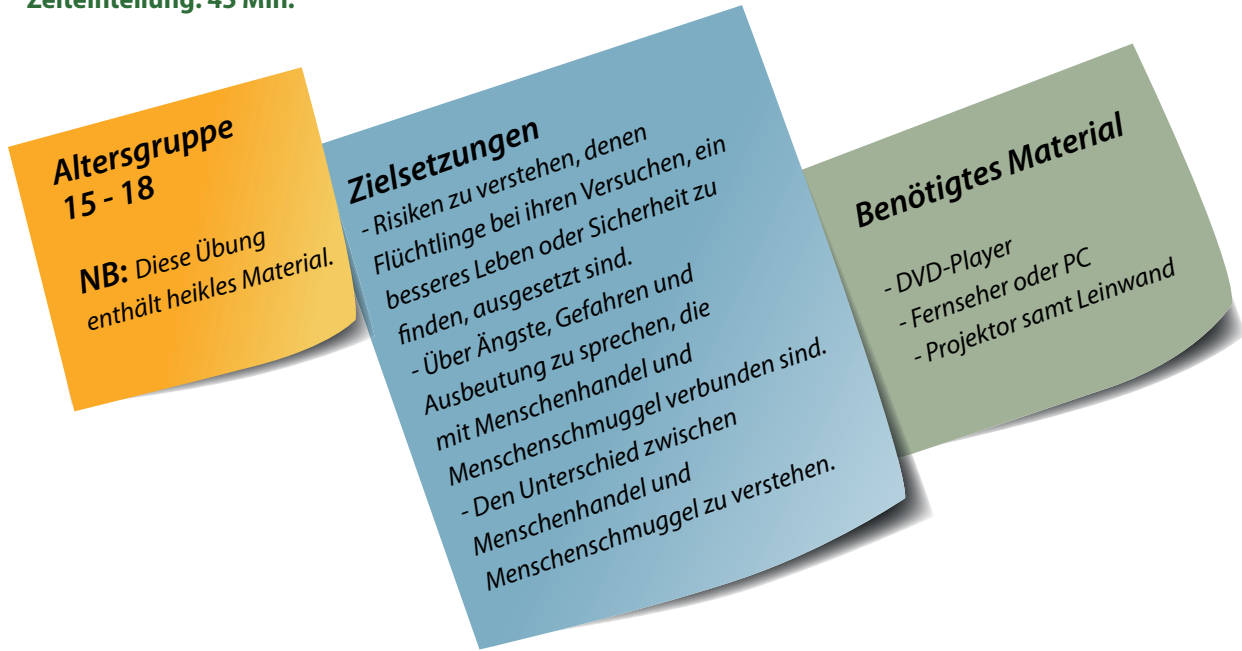 Zeiteinteilung: 45 Min.
Altersgruppe
15 - 18
NB: Diese Übung
enthält heikles Material.
Zielsetzungen
- Risiken zu verstehen, denen
Flüchtlinge bei ihren Versuchen, ein
besseres Leben oder Sicherheit zu
finden, ausgesetzt sind.
- Über Ängste, Gefahren und
Ausbeutung zu sprechen, die
mit Menschenhandel und
Menschenschmuggel verbunden sind.
- Den Unterschied zwischen
Menschenhandel und
Menschenschmuggel zu verstehen.
Benötigtes Material
- DVD-Player
- Fernseher oder PC
- Projektor samt Leinwand